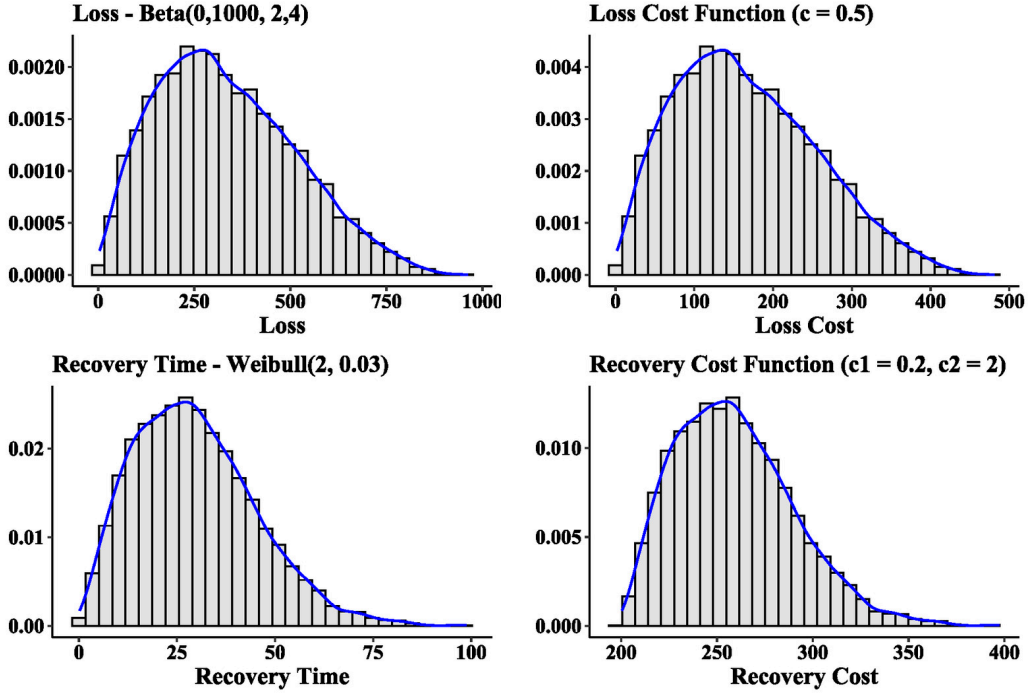 Loss - Beta(0,1000, 2,4)
0.0020
0.0015
0.0010
0.0005
0.0000
0 250 500 750 1000
Loss
Loss Cost Function (c = 0.5)
0.004
0.003
0.002
0.001
0.000
0 100 200 300 400 500
Loss Cost
Recovery Time - Weibull(2, 0.03)
0.02
0.01
0.00
0 25 50 75 100
Recovery Time
Recovery Cost Function (c1 = 0.2, c2 = 2)
0.010
0.005
0.000
200 250 300 350 400
Recovery Cost